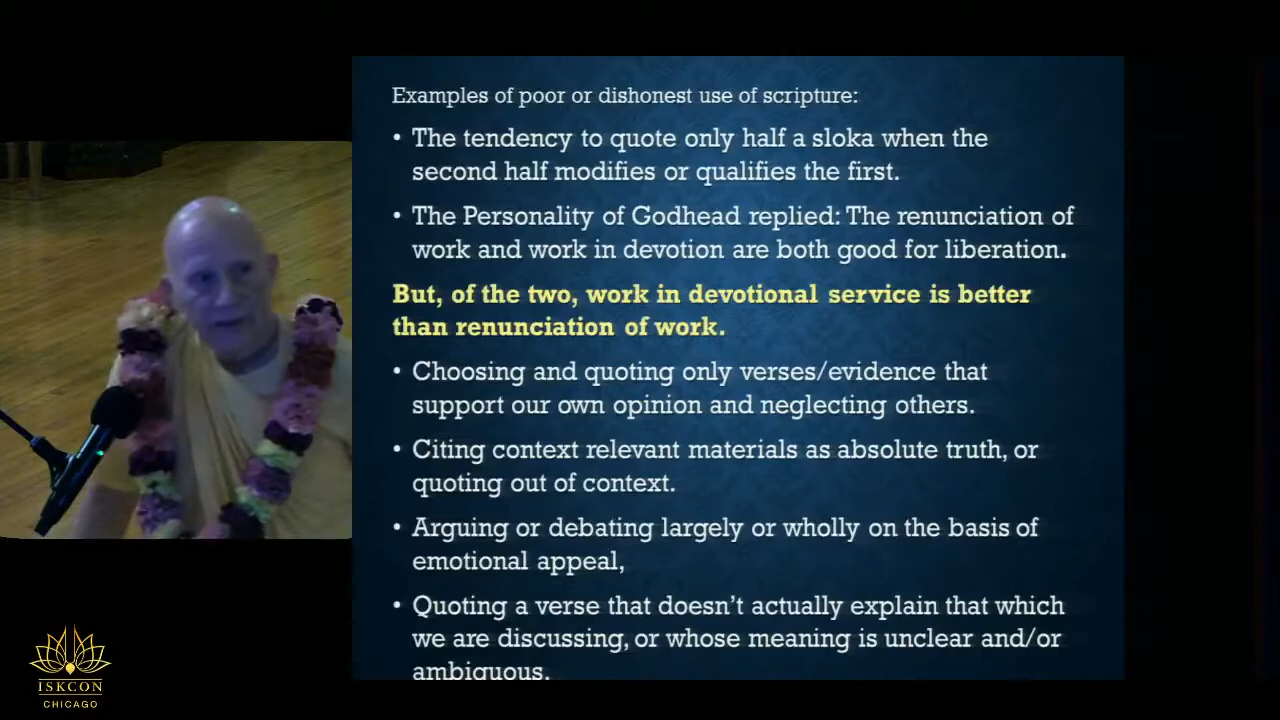 Examples of poor or dishonest use of scripture:
• The tendency to quote only half a sloka when the
second half modifies or qualifies the first.
• The Personality of Godhead replied: The renunciation of
work and work in devotion are both good for liberation.
But, of the two, work in devotional service is better
than renunciation of work.
• Choosing and quoting only verses/evidence that
support our own opinion and neglecting others.
• Citing context relevant materials as absolute truth, or
quoting out of context.
• Arguing or debating largely or wholly on the basis of
emotional appeal,
• Quoting a verse that doesn't actually explain that which
we are discussing, or whose meaning is unclear and/or
ambiguous.
ISKCON
CHICAGO